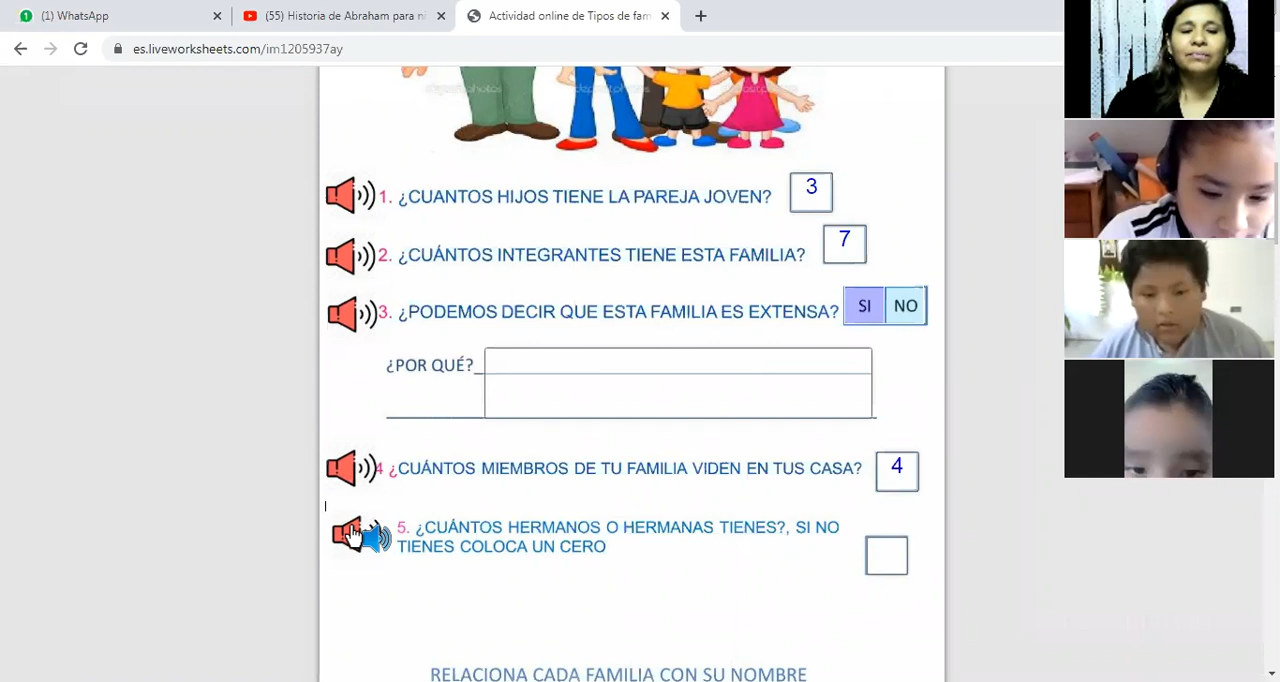 (1) WhatsApp
(55) Historia de Abraham para ni
Actividad online de Tipos de fam
es.liveworksheets.com/im1205937ay
depositphotos
depositphotos
1. ¿CUANTOS HIJOS TIENE LA PAREJA JOVEN? 3
2. ¿CUÁNTOS INTEGRANTES TIENE ESTA FAMILIA? 7
3. ¿PODEMOS DECIR QUE ESTA FAMILIA ES EXTENSA? SI NO
¿POR QUÉ?_
4 ¿CUÁNTOS MIEMBROS DE TU FAMILIA VIDEN EN TUS CASA? 4
5. ¿CUÁNTOS HERMANOS O HERMANAS TIENES?, SI NO
TIENES COLOCA UN CERO
RELACIONA CADA FAMILIA CON SU NOMBRE